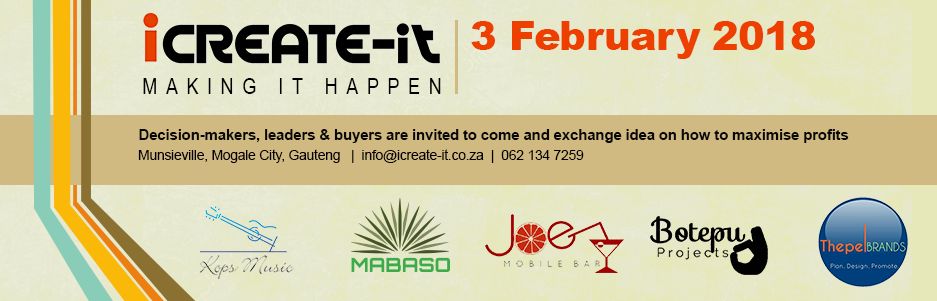 iCREATE-it
MAKING IT HAPPEN
3 February 2018
Decision-makers, leaders & buyers are invited to come and exchange idea on how to maximise profits
Munsieville, Mogale City, Gauteng | info@icreate-it.co.za | 062 134 7259
Kops Music
MABASO
Joe
MOBILE BAR
Botepu
Projects
Thepel BRANDS
Plan. Design. Promote.